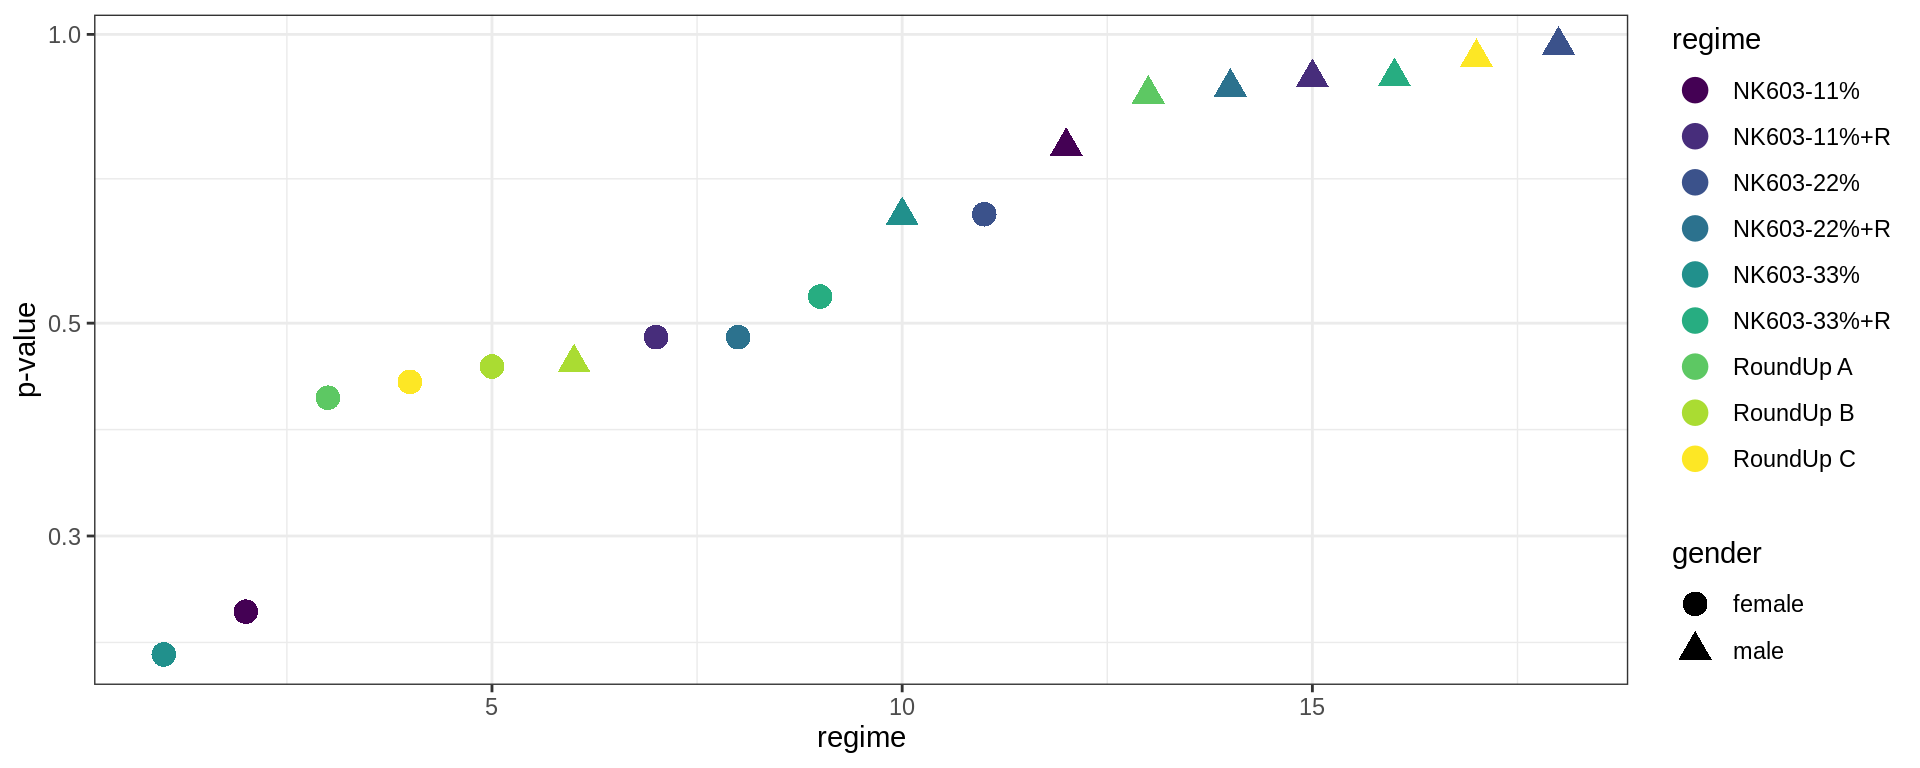 1.0
0.5
0.3
p-value
5
10
15
regime
regime
NK603-11%
NK603-11%+R
NK603-22%
NK603-22%+R
NK603-33%
NK603-33%+R
RoundUp A
RoundUp B
RoundUp C
gender
female
male